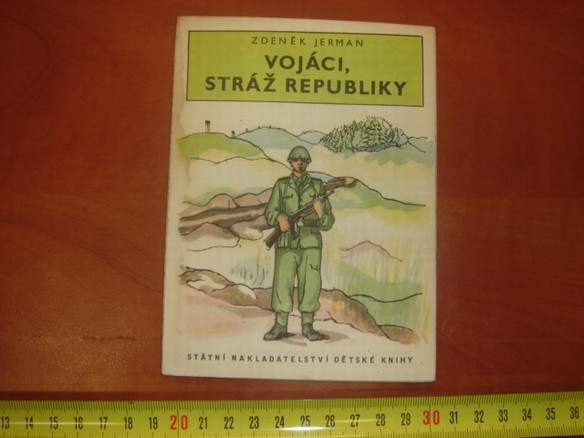 ZDENĚK JERMAN
VOJÁCI,
STRÁŽ REPUBLIKY
STÁTNÍ NAKLADATELSTVÍ DĚTSKÉ KNIHY
13 14 15 16 17 18 19 20 21 22 23 24 25 26 27 28 29 30 31 32 33 34 35 36